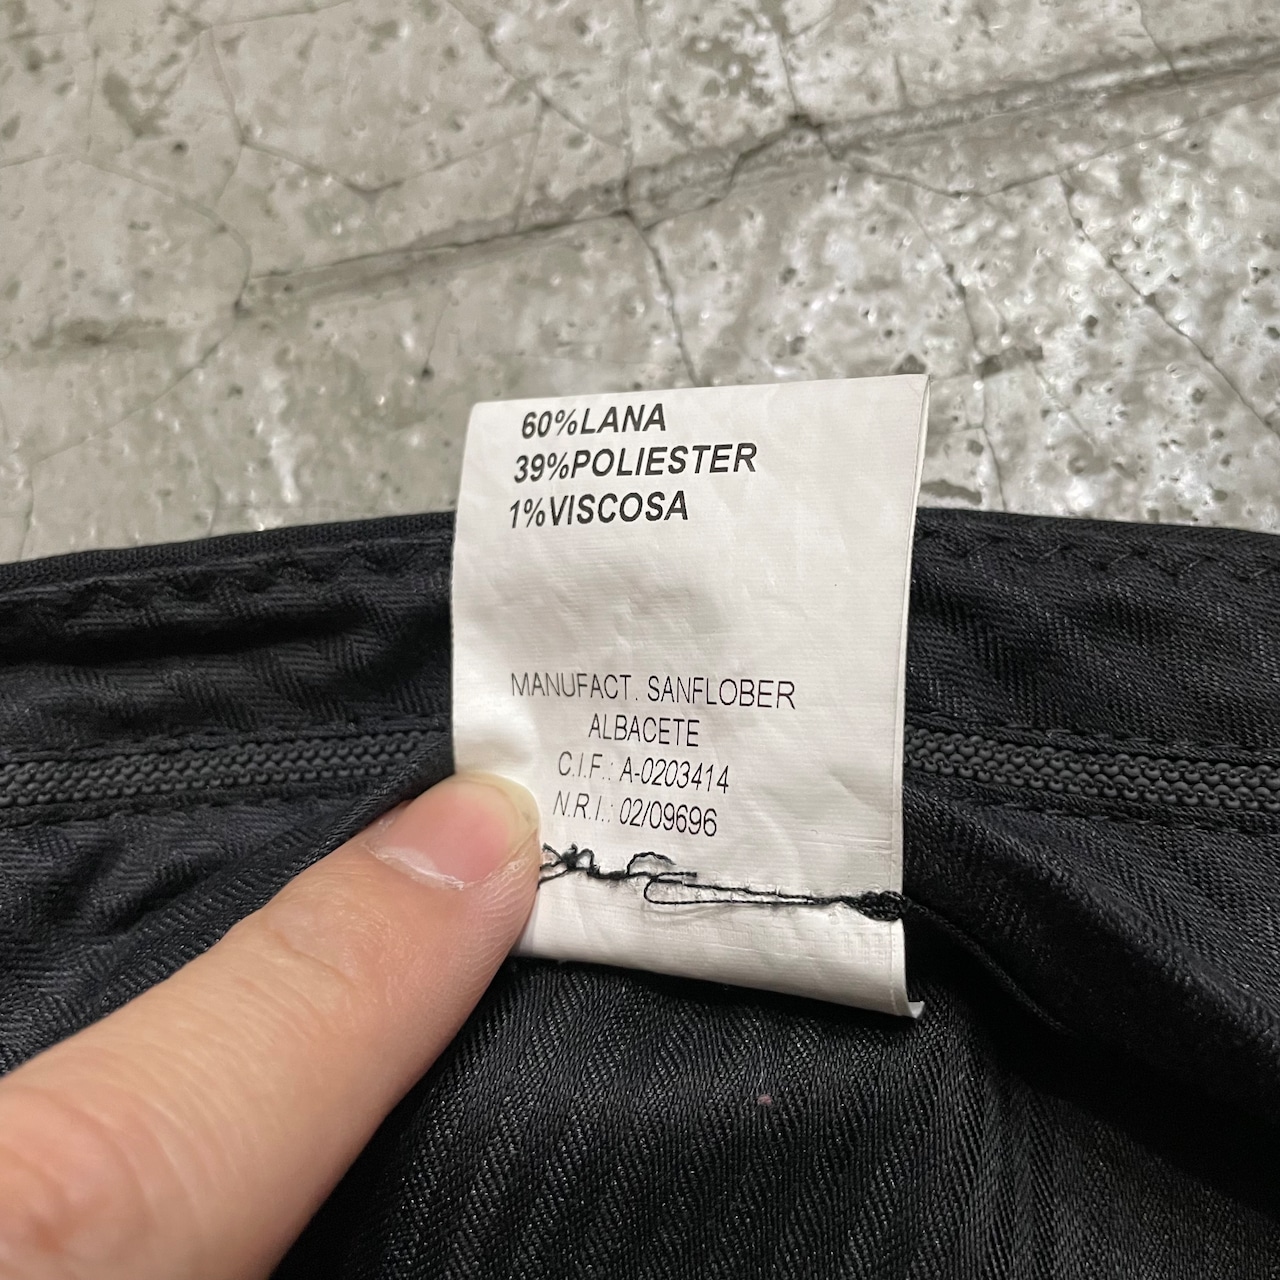 60%LANA
39%POLIESTER
1%VISCOSA
MANUFACT. SANFLOBER
ALBACETE
C.I.F.: A-0203414
N.R.I.: 02/09696